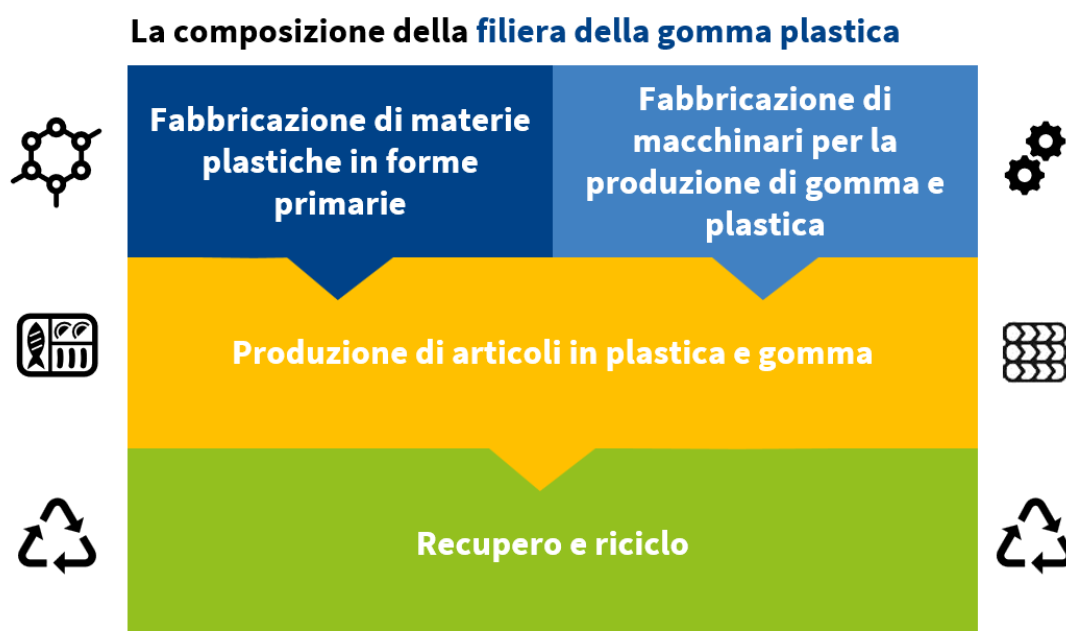 La composizione della filiera della gomma plastica
Fabbricazione di materie
plastiche in forme
primarie
Fabbricazione di
macchinari per la
produzione di gomma e
plastica
Produzione di articoli in plastica e gomma
Recupero e riciclo